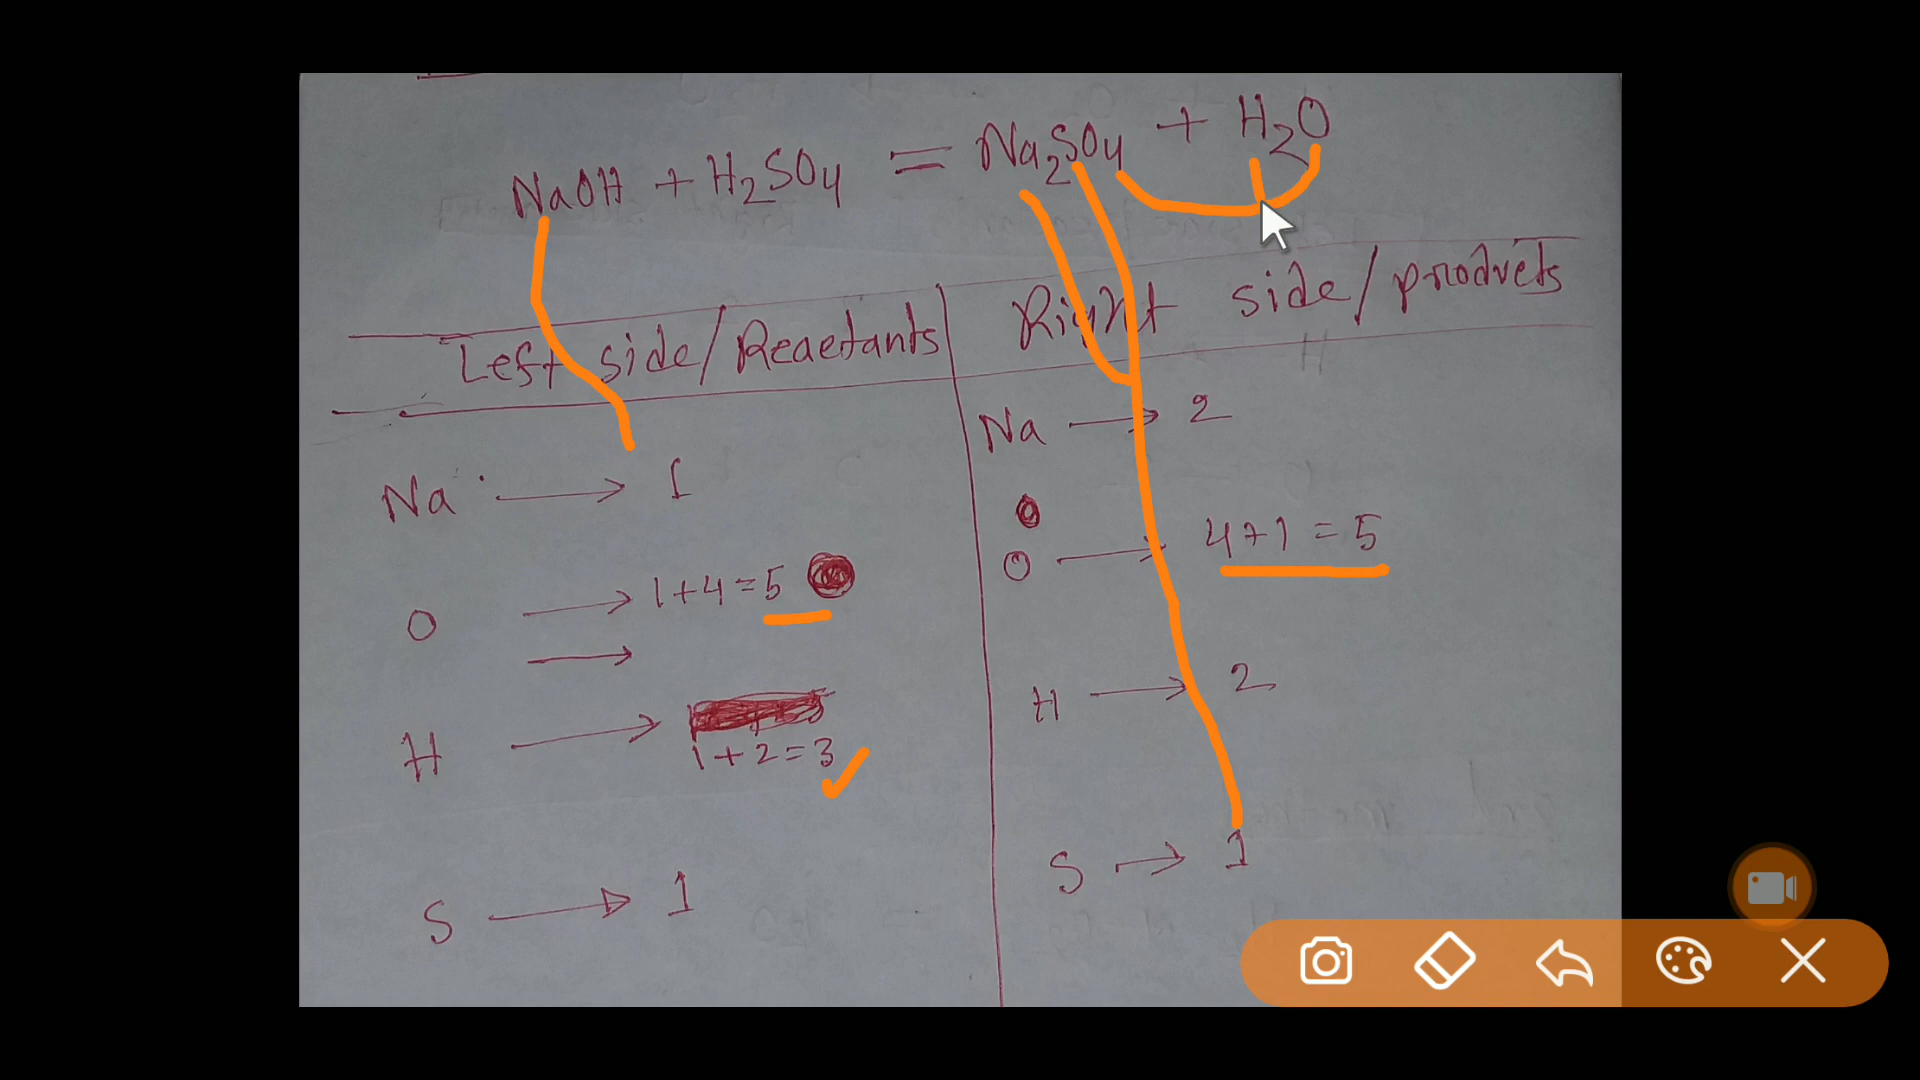 NaOH + H₂SO₄ = Na₂SO₄ + H₂O
Left side/Reactants
Right side/products
Na → 1
Na → 2
O → 1+4=5
→
O → 4+1=5
H → 1+2=3
H → 2
S → 1
S → 1